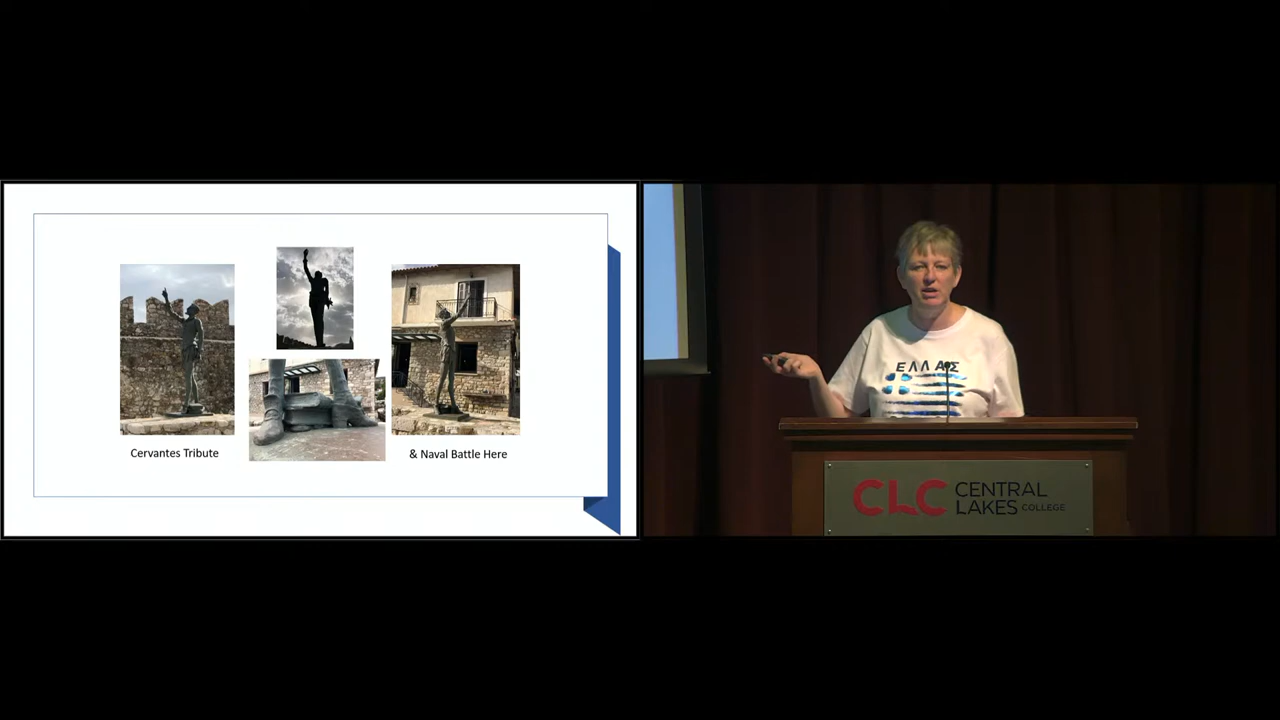 Cervantes Tribute
& Naval Battle Here
ΕΛΛΑΣ
CLC CENTRAL
LAKES COLLEGE